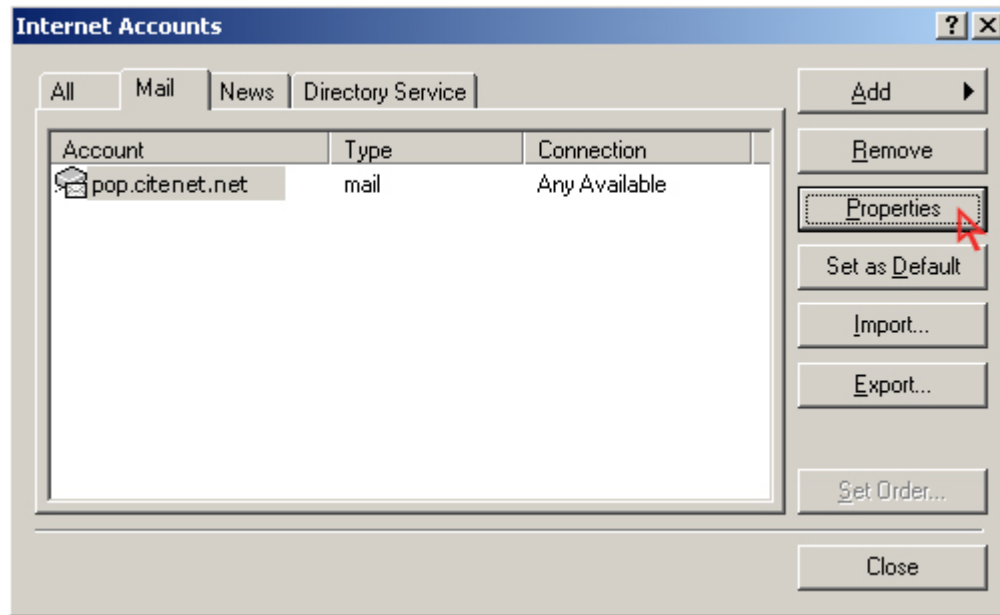 Internet Accounts
All Mail News Directory Service
Account Type Connection
pop.citenet.net mail Any Available
Add
Remove
Properties
Set as Default
Import...
Export...
Set Order...
Close